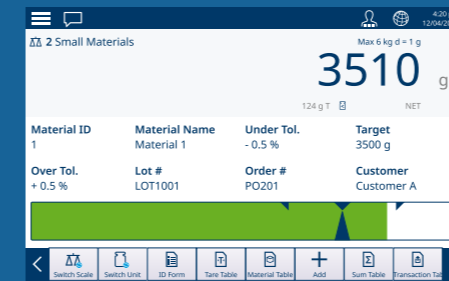 4:20
12/04/20
2 Small Materials
Max 6 kg d = 1 g
3510 g
124 g T NET
Material ID Material Name Under Tol. Target
1 Material 1 - 0.5 % 3500 g
Over Tol. Lot # Order # Customer
+ 0.5 % LOT1001 PO201 Customer A
Switch Scale Switch Unit ID Form Tare Table Material Table Add Sum Table Transaction Tab